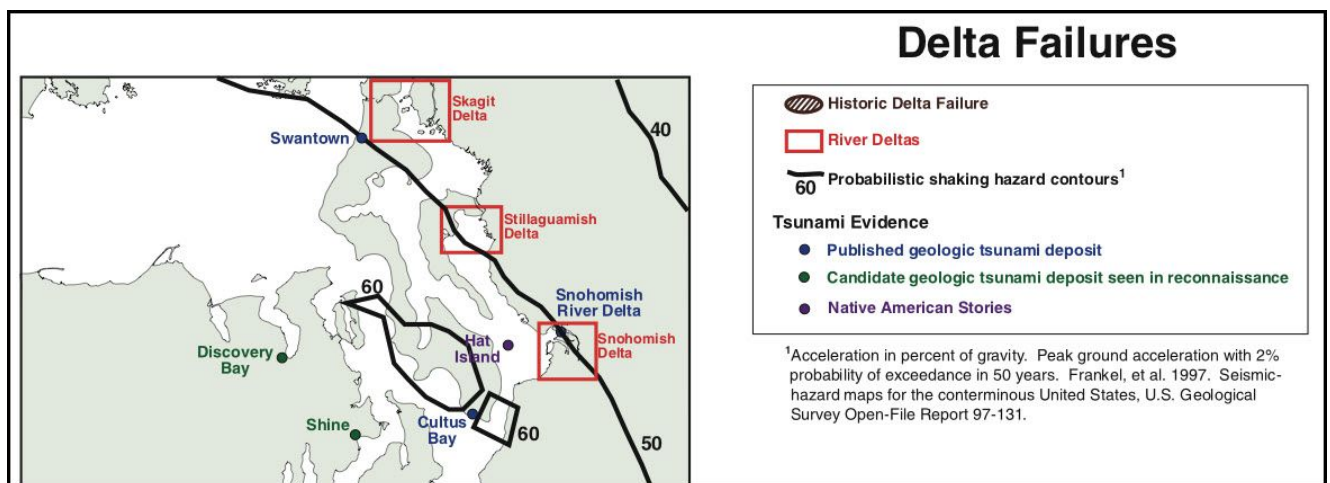 Delta Failures
Skagit
Delta
Swantown
40
Stillaguamish
Delta
60
Snohomish
River Delta
Hat
Island
Snohomish
Delta
Discovery
Bay
Cultus
Bay
60
Shine
50
Historic Delta Failure
River Deltas
60
Probabilistic shaking hazard contours1
Tsunami Evidence
Published geologic tsunami deposit
Candidate geologic tsunami deposit seen in reconnaissance
Native American Stories
1Acceleration in percent of gravity. Peak ground acceleration with 2%
probability of exceedance in 50 years. Frankel, et al. 1997. Seismic-
hazard maps for the conterminous United States, U.S. Geological
Survey Open-File Report 97-131.